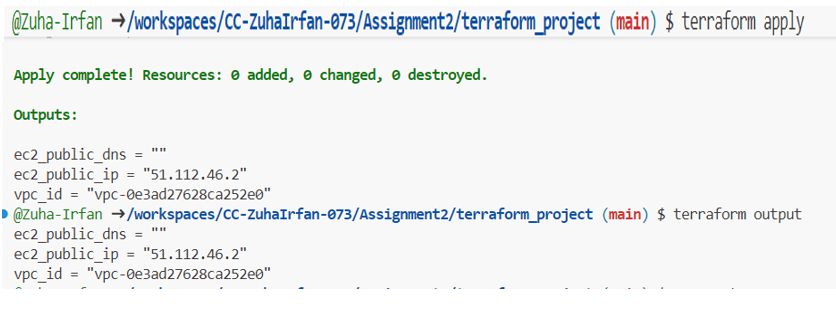 @Zuha-Irfan ➜/workspaces/CC-ZuhaIrfan-073/Assignment2/terraform_project (main) $ terraform apply
Apply complete! Resources: 0 added, 0 changed, 0 destroyed.
Outputs:
ec2_public_dns = ""
ec2_public_ip = "51.112.46.2"
vpc_id = "vpc-0e3ad27628ca252e0"
@Zuha-Irfan ➜/workspaces/CC-ZuhaIrfan-073/Assignment2/terraform_project (main) $ terraform output
ec2_public_dns = ""
ec2_public_ip = "51.112.46.2"
vpc_id = "vpc-0e3ad27628ca252e0"